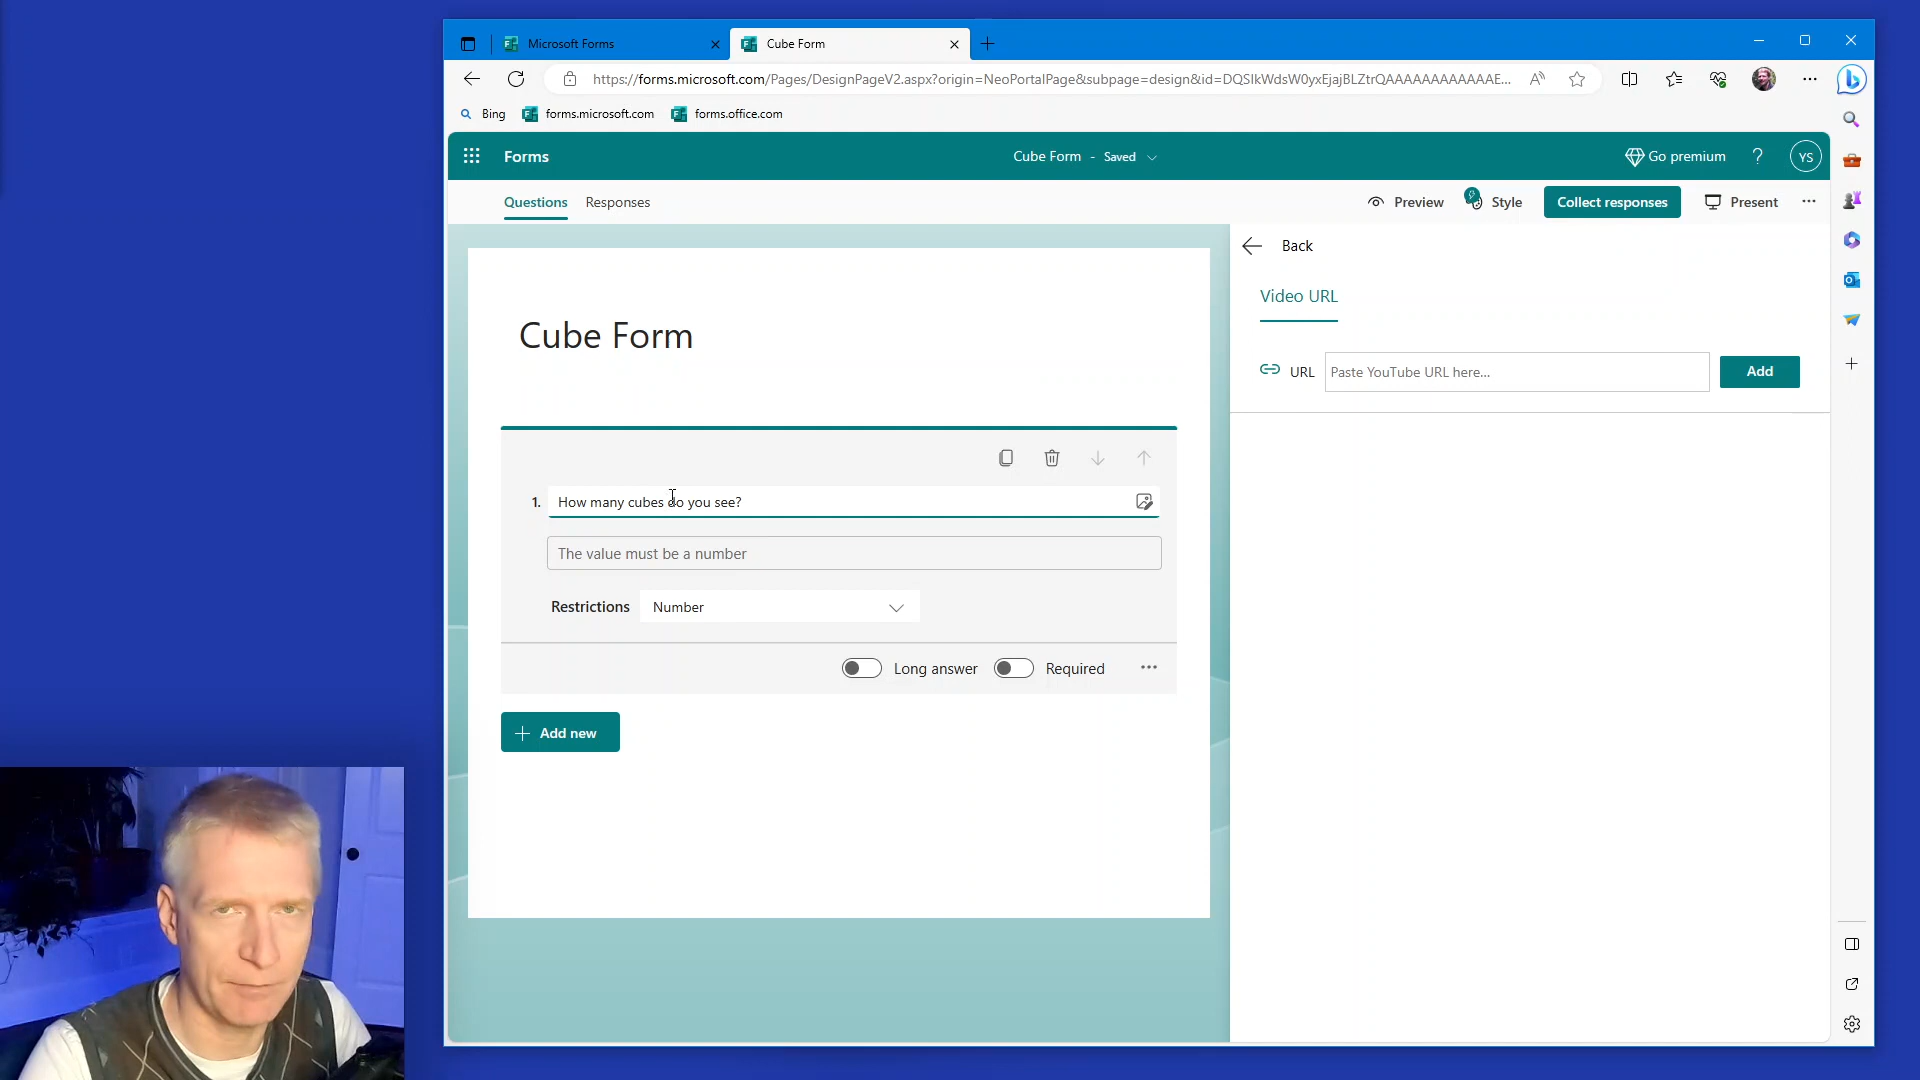 Microsoft Forms
Cube Form
https://forms.microsoft.com/Pages/DesignPageV2.aspx?origin=NeoPortalPage&subpage=design&id=DQSIkWdsW0yxEjajBLZtrQAAAAAAAAAAAAE...
Bing
forms.microsoft.com
forms.office.com
Forms
Cube Form - Saved
Go premium
?
YS
Questions
Responses
Preview
Style
Collect responses
Present
Back
Video URL
URL
Paste YouTube URL here...
Add
Cube Form
1. How many cubes do you see?
The value must be a number
Restrictions
Number
Long answer
Required
Add new